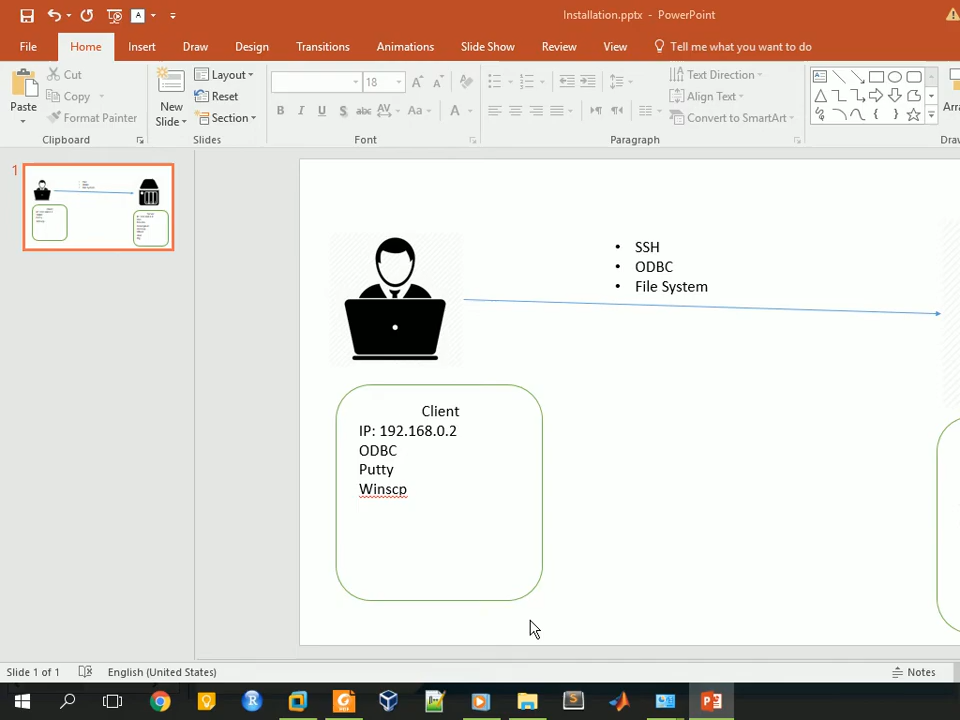 Installation.pptx - PowerPoint
File Home Insert Draw Design Transitions Animations Slide Show Review View Tell me what you want to do
Paste
Cut
Copy
Format Painter
Clipboard
New
Slide
Layout
Reset
Section
Slides
18
B I U S abc AV Aa A
Font
Text Direction
Align Text
Convert to SmartArt
Paragraph
1
• SSH
• ODBC
• File System
Client
IP: 192.168.0.2
ODBC
Putty
Winscp
Slide 1 of 1 English (United States) Notes